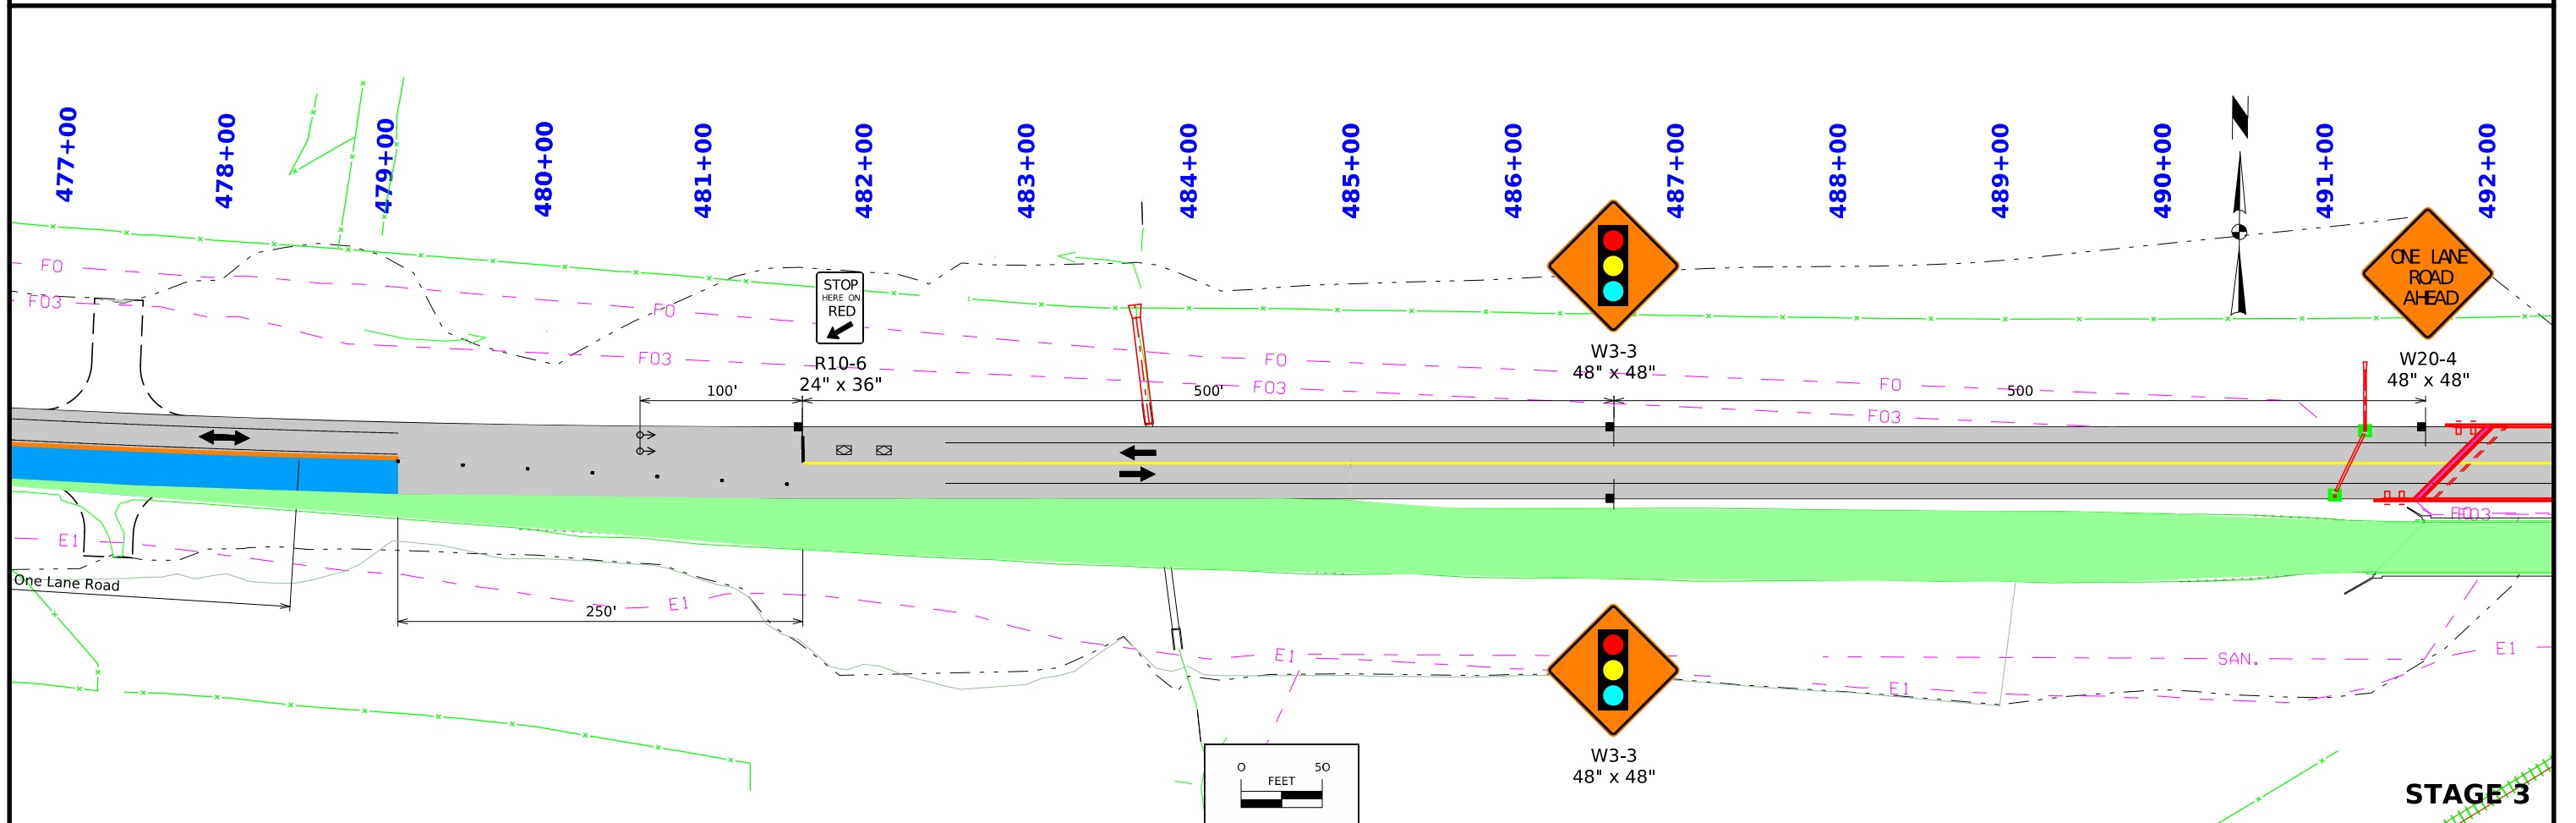 477+00
478+00
479+00
480+00
481+00
482+00
483+00
484+00
485+00
486+00
487+00
488+00
489+00
490+00
491+00
492+00
N
STOP
HERE ON
RED
R10-6
24" x 36"
W3-3
48" x 48"
ONE LANE
ROAD
AHEAD
W20-4
48" x 48"
FO
FO3
FO
FO3
FO
FO3
FO
FO3
100'
500'
500
FO
FO3
E1
One Lane Road
250'
E1
E1
E1
SAN.
E1
W3-3
48" x 48"
0 50
FEET
STAGE 3